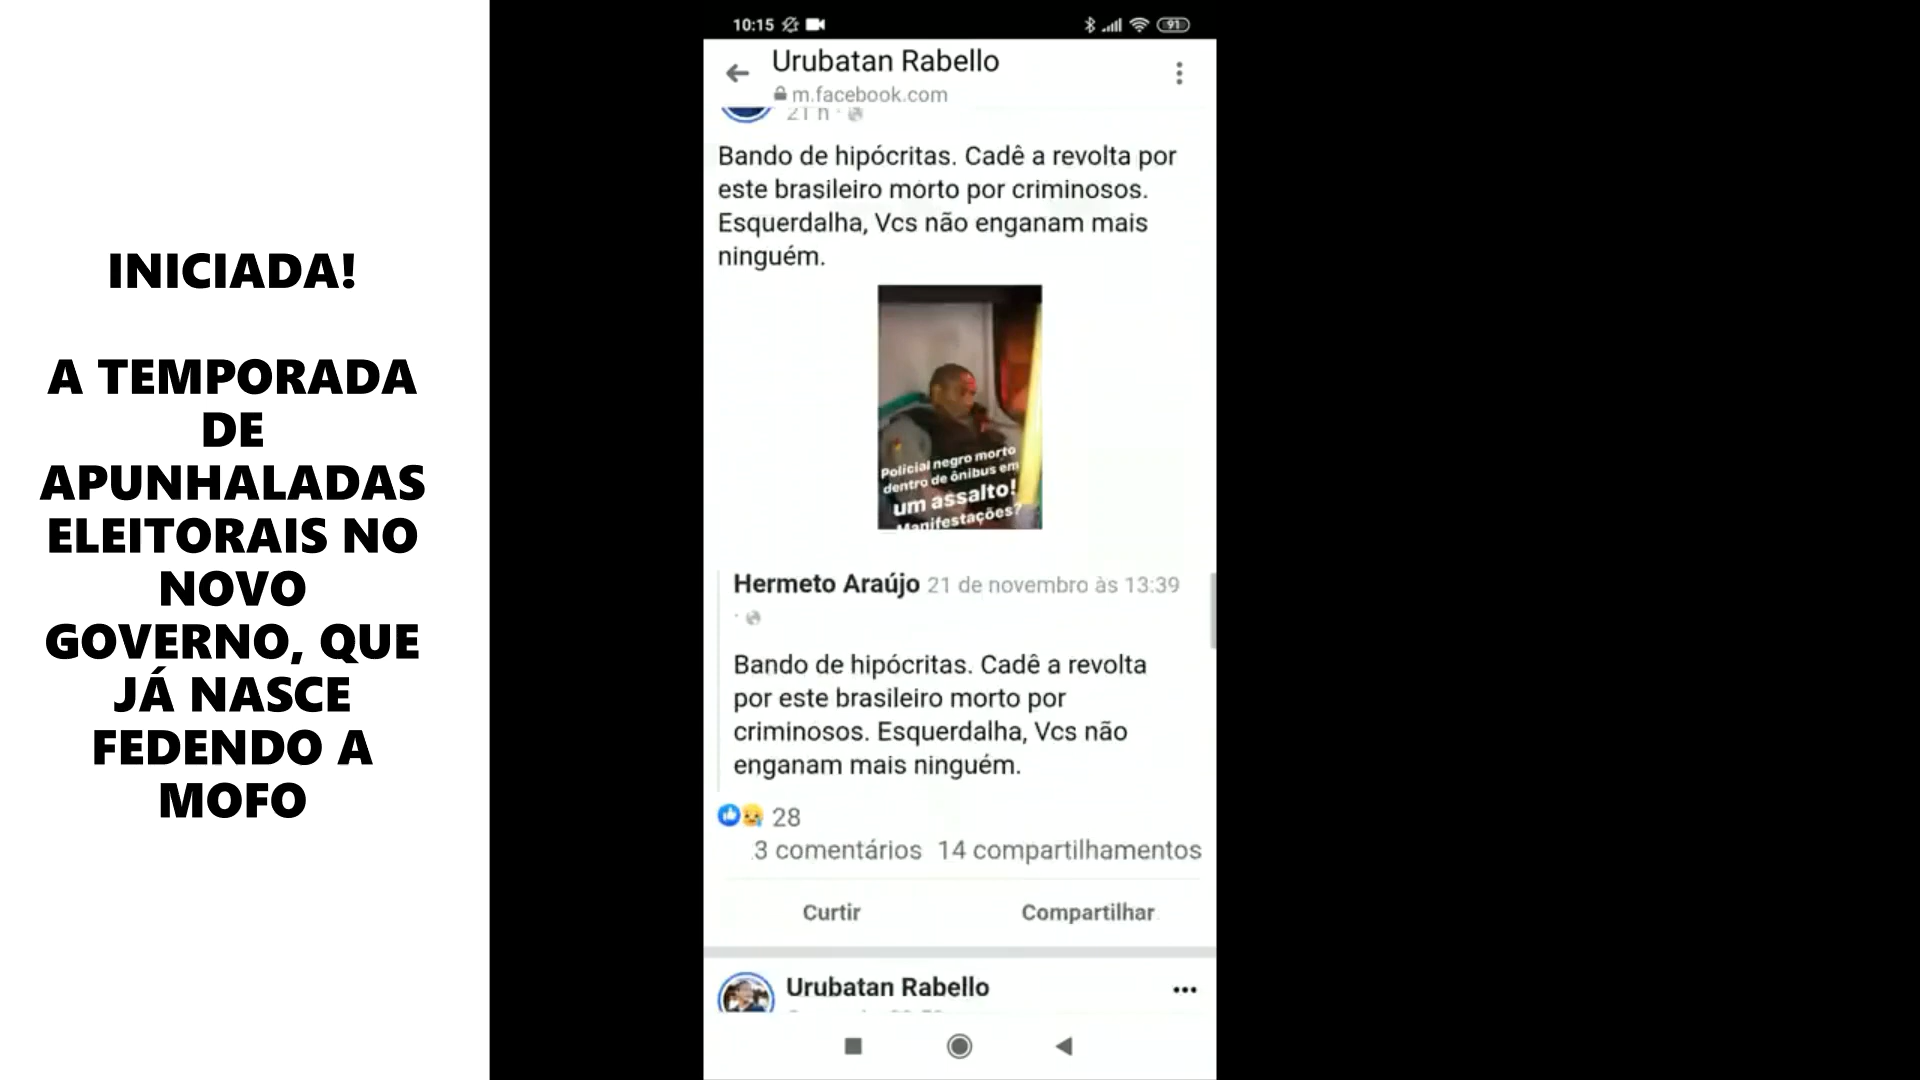 INICIADA!
A TEMPORADA
DE
APUNHALADAS
ELEITORAIS NO
NOVO
GOVERNO, QUE
JÁ NASCE
FEDENDO A
MOFO
10:15
91
Urubatan Rabello
m.facebook.com
21 h
Bando de hipócritas. Cadê a revolta por
este brasileiro morto por criminosos.
Esquerdalha, Vcs não enganam mais
ninguém.
Policial negro morto
dentro de ônibus em
um assalto!
Manifestações?
Hermeto Araújo 21 de novembro às 13:39
Bando de hipócritas. Cadê a revolta
por este brasileiro morto por
criminosos. Esquerdalha, Vcs não
enganam mais ninguém.
28
3 comentários 14 compartilhamentos
Curtir Compartilhar
Urubatan Rabello